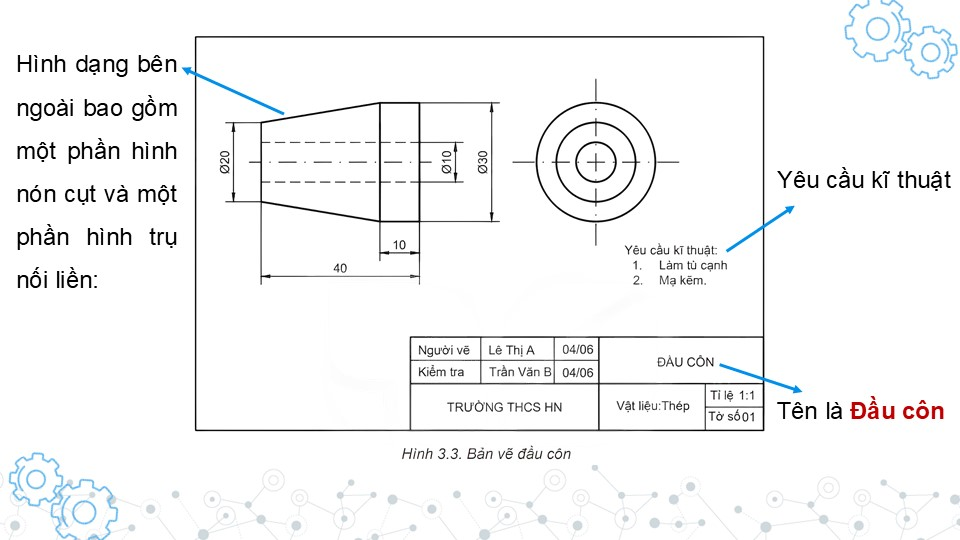 Hình dạng bên
ngoài bao gồm
một phần hình
nón cụt và một
phần hình trụ
nối liền:
Ø20
Ø10
Ø30
10
40
Yêu cầu kĩ thuật:
1. Làm tù cạnh
2. Mạ kẽm.
Yêu cầu kĩ thuật
Người vẽ Lê Thị A 04/06
Kiểm tra Trần Văn B 04/06
ĐẦU CÔN
TRƯỜNG THCS HN
Vật liệu:Thép
Tỉ lệ 1:1
Tờ số 01
Tên là Đầu côn
Hình 3.3. Bản vẽ đầu côn